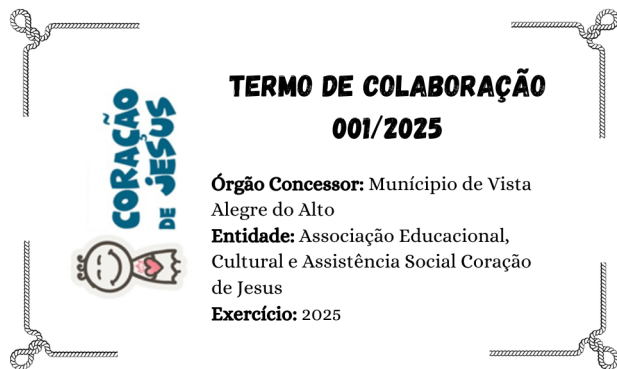 TERMO DE COLABORAÇÃO
001/2025
CORAÇÃO
DE JESUS
Órgão Concessor: Munícipio de Vista
Alegre do Alto
Entidade: Associação Educacional,
Cultural e Assistência Social Coração
de Jesus
Exercício: 2025